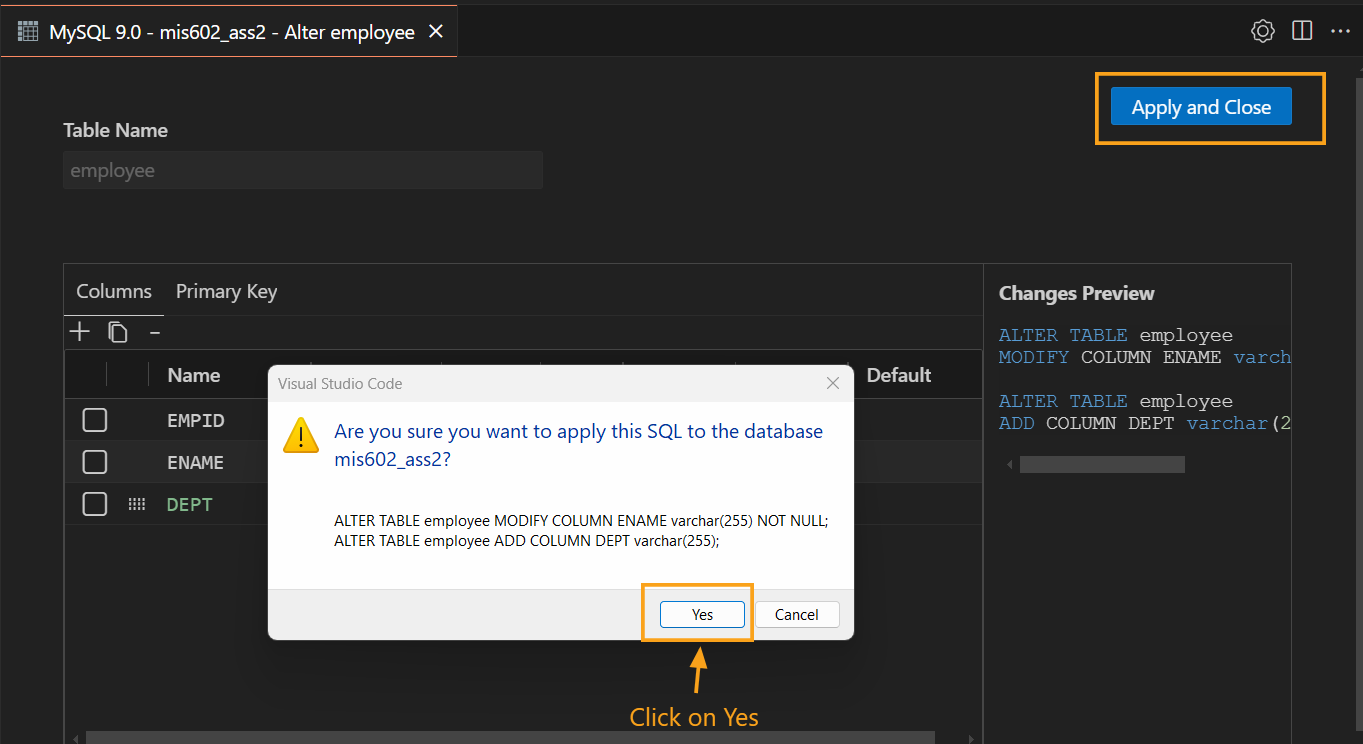 MySQL 9.0 - mis602_ass2 - Alter employee
Apply and Close
Table Name
employee
Columns Primary Key
Name
Default
EMPID
ENAME
DEPT
Changes Preview
ALTER TABLE employee
MODIFY COLUMN ENAME varch
ALTER TABLE employee
ADD COLUMN DEPT varchar(2
Visual Studio Code
Are you sure you want to apply this SQL to the database
mis602_ass2?
ALTER TABLE employee MODIFY COLUMN ENAME varchar(255) NOT NULL;
ALTER TABLE employee ADD COLUMN DEPT varchar(255);
Yes
Cancel
Click on Yes